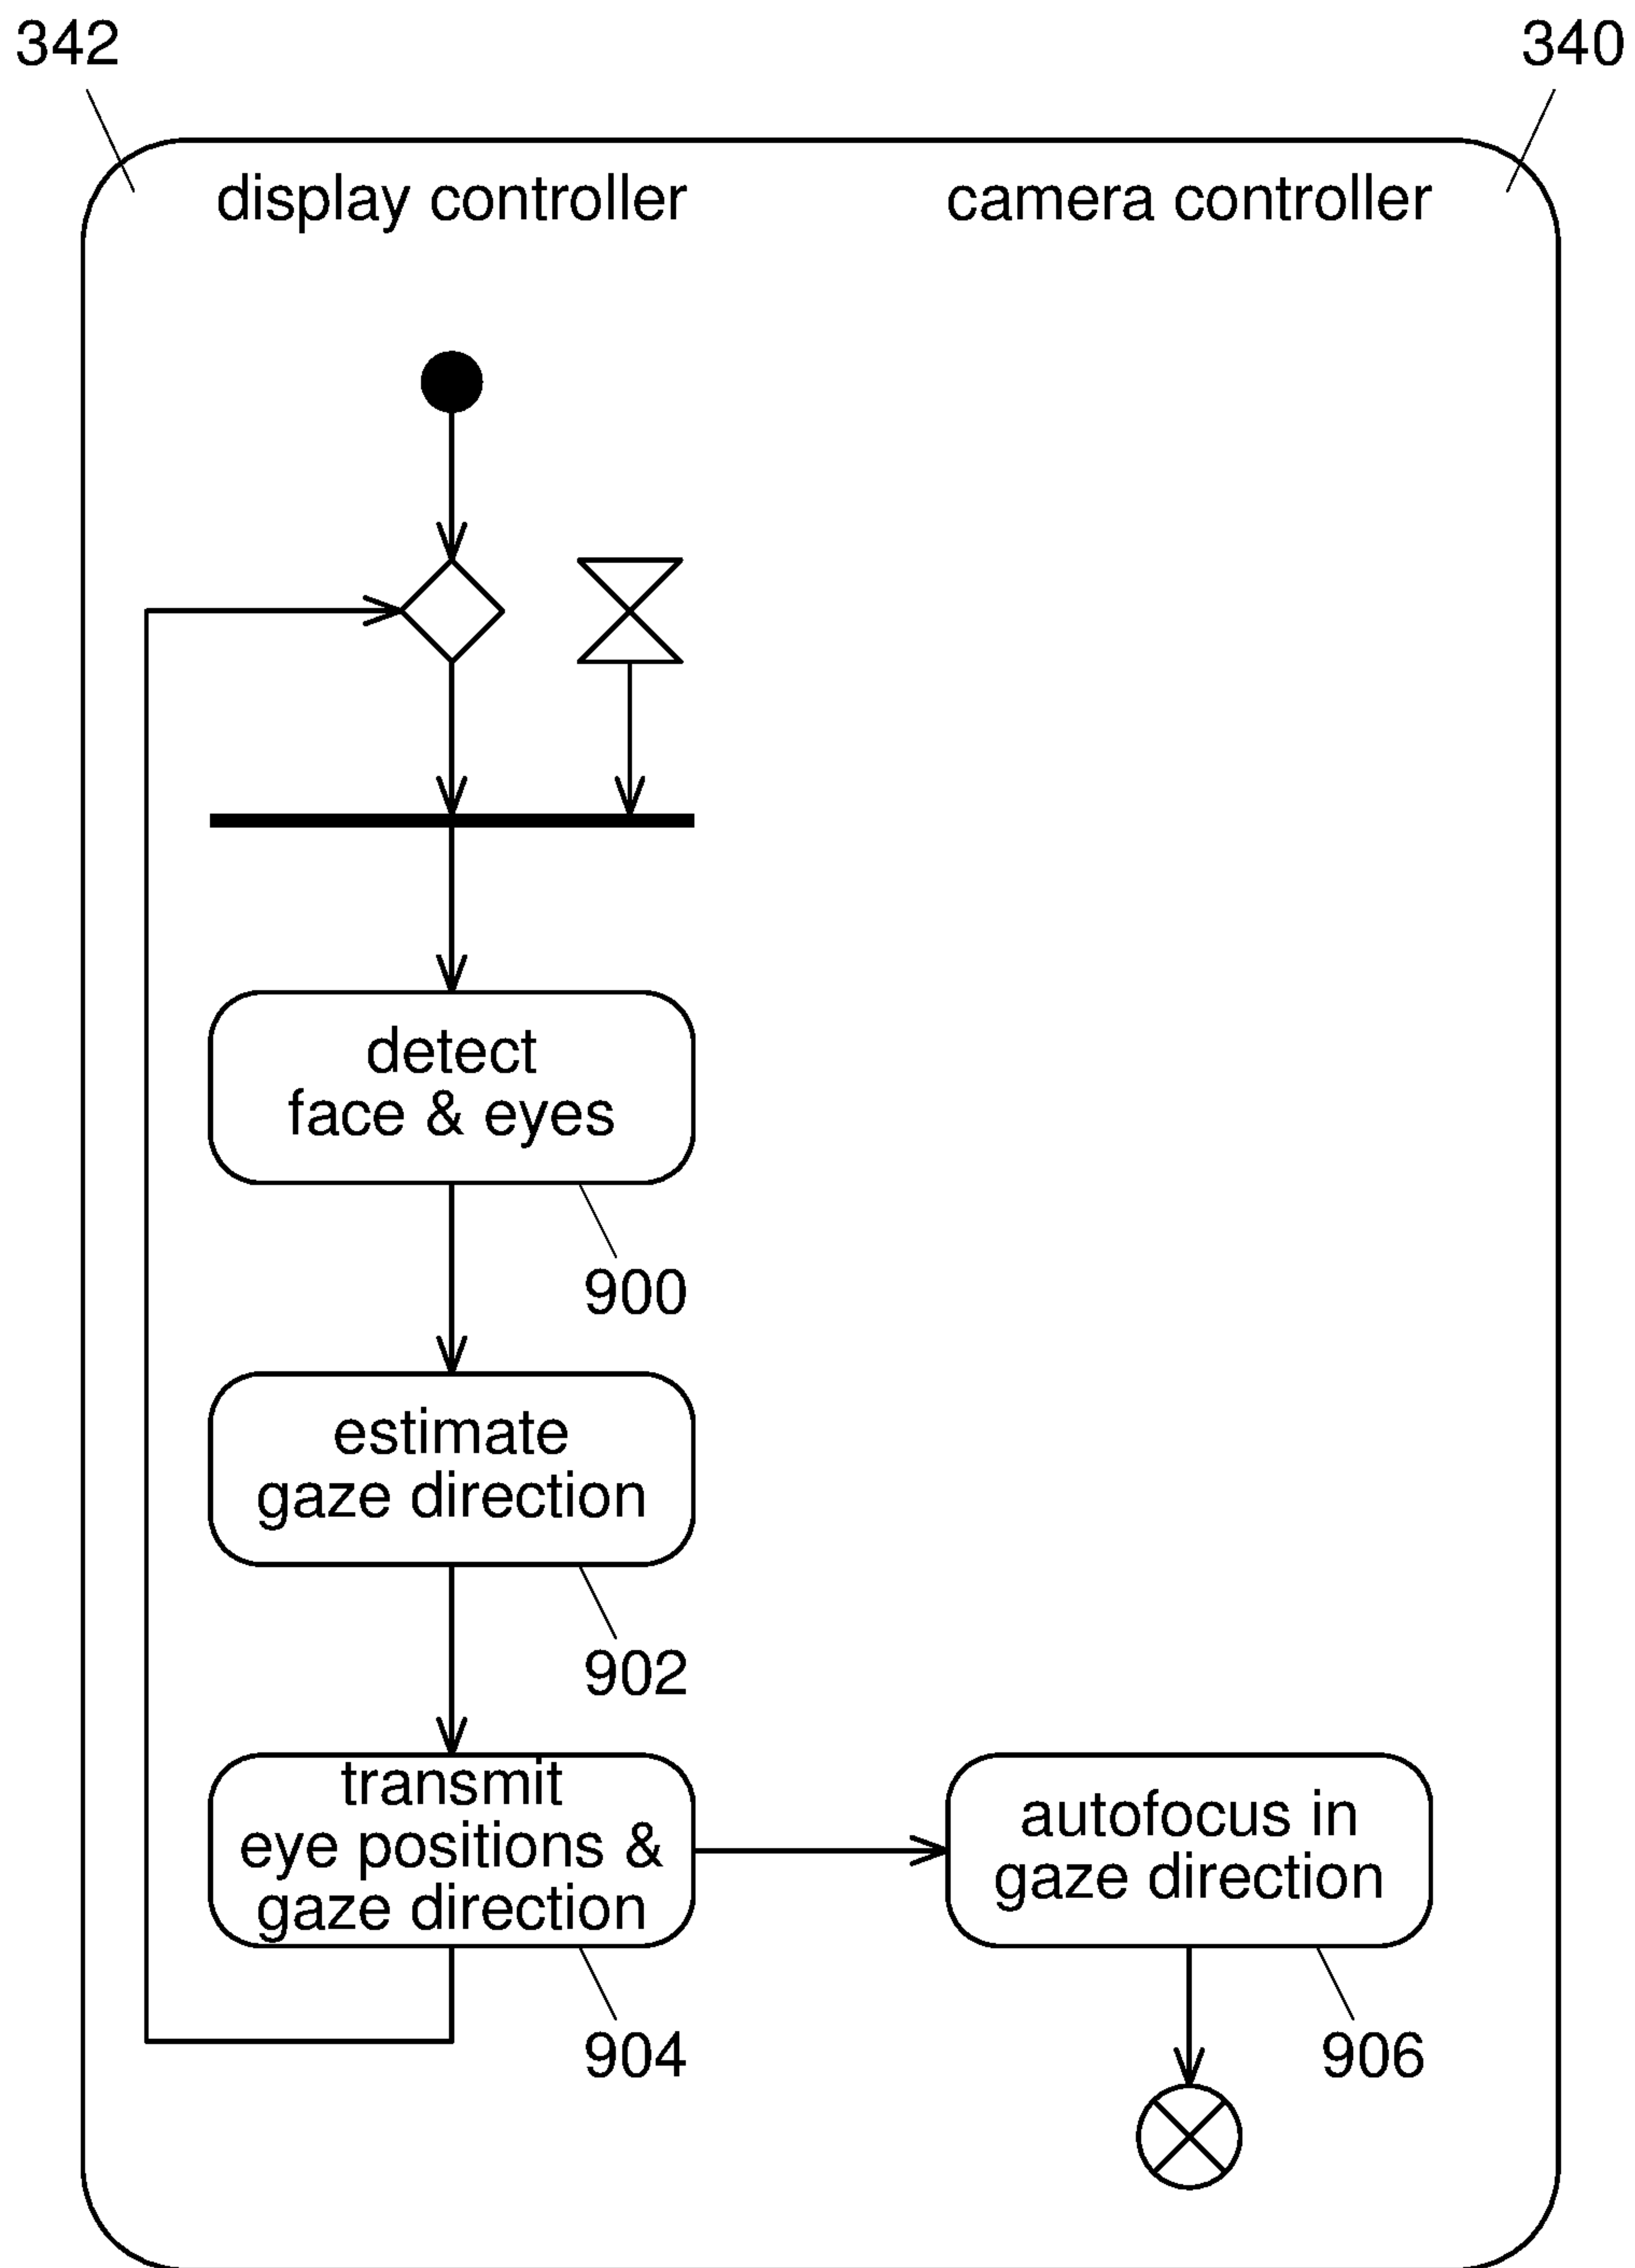 342
340
display controller
camera controller
detect
face & eyes
900
estimate
gaze direction
902
transmit
eye positions &
gaze direction
904
autofocus in
gaze direction
906